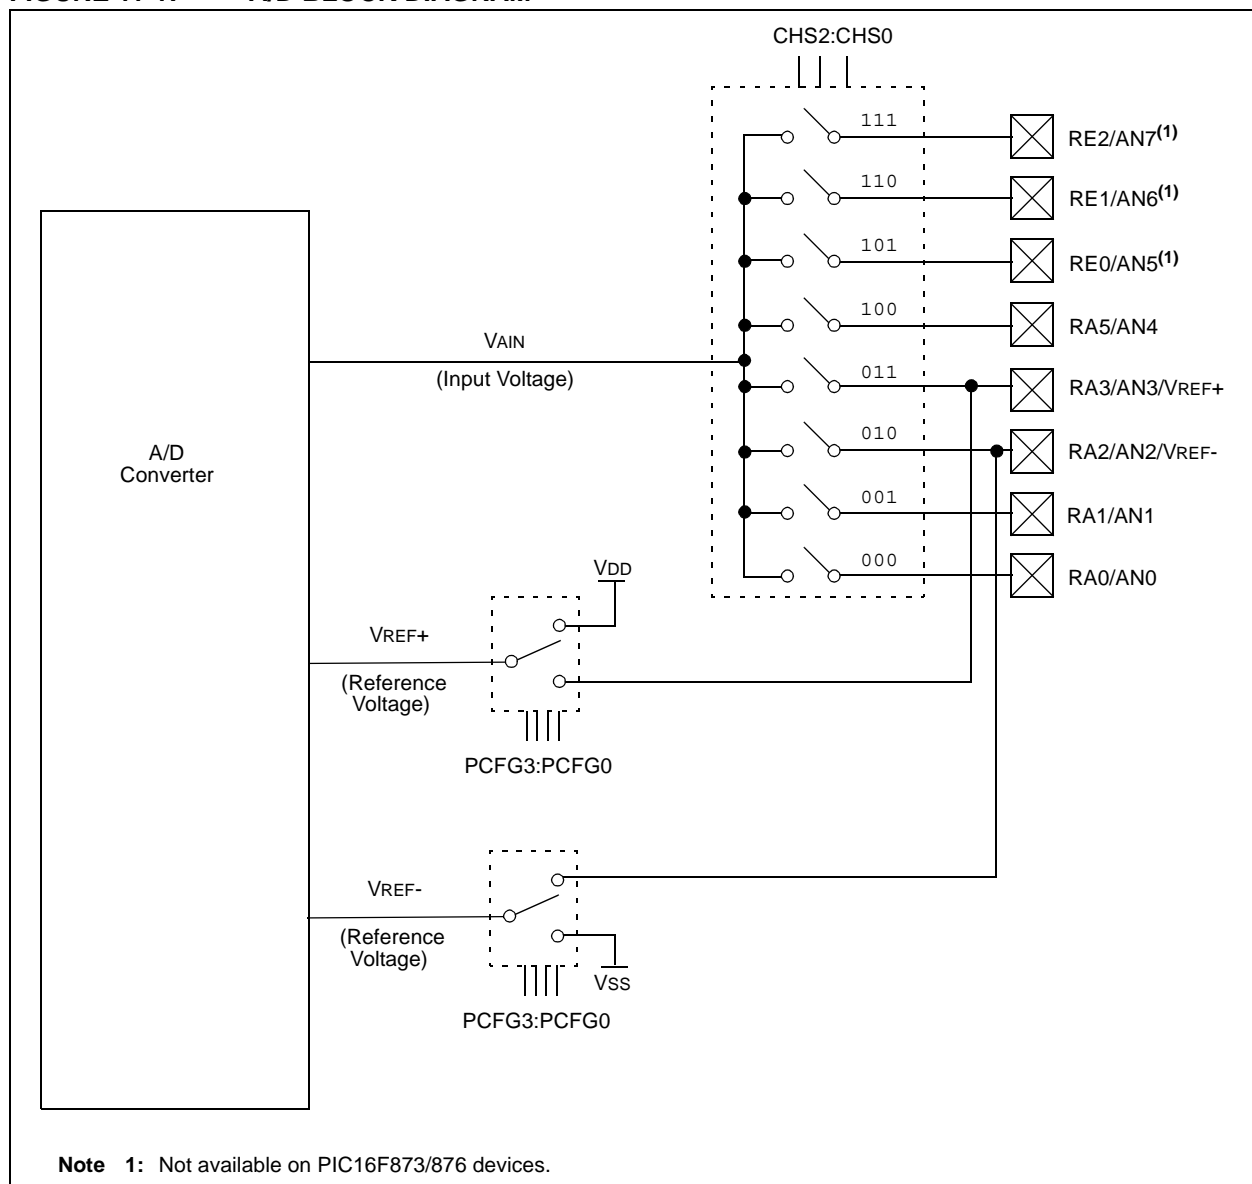 CHS2:CHS0
111
RE2/AN7(1)
110
RE1/AN6(1)
101
RE0/AN5(1)
100
RA5/AN4
VAIN
(Input Voltage)
011
RA3/AN3/VREF+
010
RA2/AN2/VREF-
A/D
Converter
001
RA1/AN1
000
RA0/AN0
VDD
VREF+
(Reference
Voltage)
PCFG3:PCFG0
VREF-
(Reference
Voltage)
VSS
PCFG3:PCFG0
Note 1: Not available on PIC16F873/876 devices.